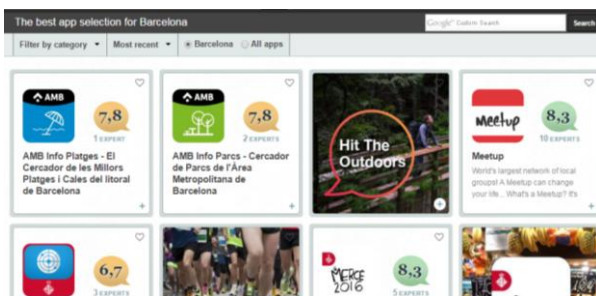 The best app selection for Barcelona
Google Custom Search
Search
Filter by category
Most recent
Barcelona
All apps
AMB
7,8
1 EXPERT
AMB Info Platges - El
Cercador de les Millors
Platges i Cales del litoral
de Barcelona
AMB
7,8
2 EXPERTS
AMB Info Parcs - Cercador
de Parcs de l'Àrea
Metropolitana de
Barcelona
Hit The
Outdoors
Meetup
8,3
10 EXPERTS
Meetup
World's largest network of local
groups! A Meetup can change
your life... What's a Meetup? It's
6,7
3 EXPERTS
MERCÈ
2016
8,3
5 EXPERTS